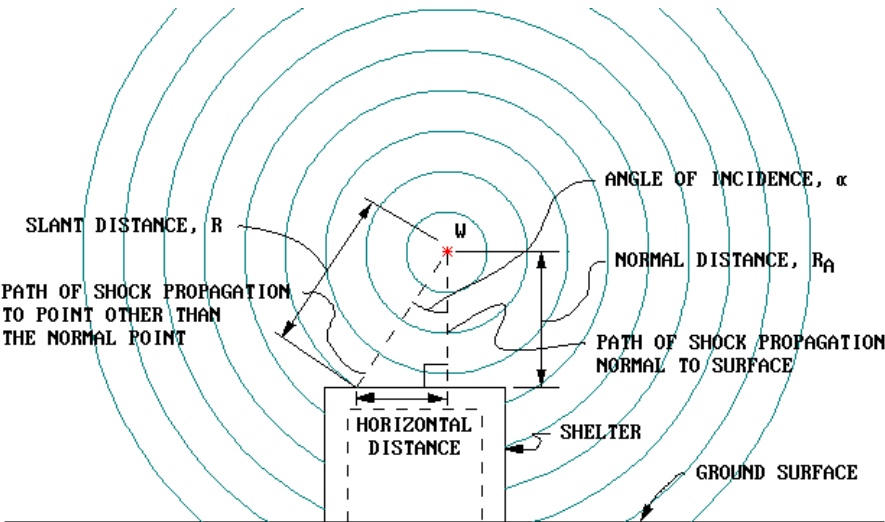 ANGLE OF INCIDENCE, α
SLANT DISTANCE, R
W
NORMAL DISTANCE, RA
PATH OF SHOCK PROPAGATION
TO POINT OTHER THAN
THE NORMAL POINT
PATH OF SHOCK PROPAGATION
NORMAL TO SURFACE
HORIZONTAL
DISTANCE
SHELTER
GROUND SURFACE